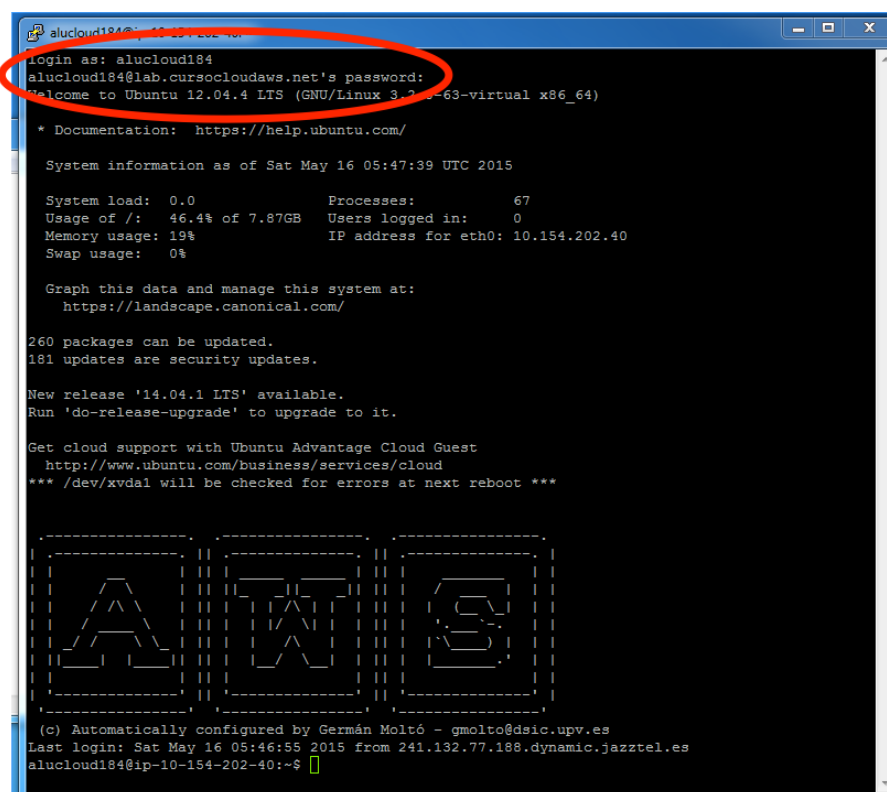 alucloud184@ip-10-154-202-40:
login as: alucloud184
alucloud184@lab.cursocloudaws.net's password:
Welcome to Ubuntu 12.04.4 LTS (GNU/Linux 3.2.0-63-virtual x86_64)
* Documentation: https://help.ubuntu.com/
System information as of Sat May 16 05:47:39 UTC 2015
System load: 0.0 Processes: 67
Usage of /: 46.4% of 7.87GB Users logged in: 0
Memory usage: 19% IP address for eth0: 10.154.202.40
Swap usage: 0%
Graph this data and manage this system at:
https://landscape.canonical.com/
260 packages can be updated.
181 updates are security updates.
New release '14.04.1 LTS' available.
Run 'do-release-upgrade' to upgrade to it.
Get cloud support with Ubuntu Advantage Cloud Guest
http://www.ubuntu.com/business/services/cloud
*** /dev/xvda1 will be checked for errors at next reboot ***
AWS
(c) Automatically configured by Germán Moltó - gmolto@dsic.upv.es
Last login: Sat May 16 05:46:55 2015 from 241.132.77.188.dynamic.jazztel.es
alucloud184@ip-10-154-202-40:~$